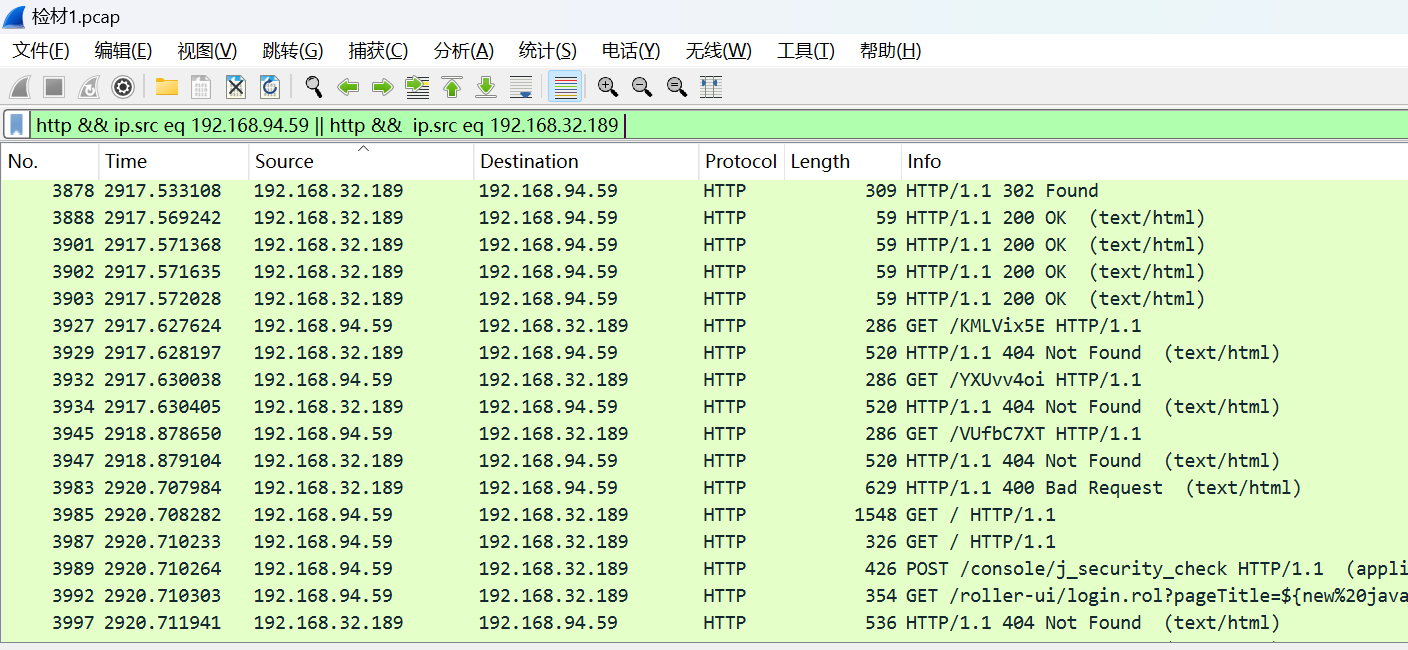 检材1.pcap
文件(F) 编辑(E) 视图(V) 跳转(G) 捕获(C) 分析(A) 统计(S) 电话(Y) 无线(W) 工具(T) 帮助(H)
http && ip.src eq 192.168.94.59 || http &&  ip.src eq 192.168.32.189
No. Time Source Destination Protocol Length Info
3878 2917.533108 192.168.32.189 192.168.94.59 HTTP 309 HTTP/1.1 302 Found
3888 2917.569242 192.168.32.189 192.168.94.59 HTTP 59 HTTP/1.1 200 OK  (text/html)
3901 2917.571368 192.168.32.189 192.168.94.59 HTTP 59 HTTP/1.1 200 OK  (text/html)
3902 2917.571635 192.168.32.189 192.168.94.59 HTTP 59 HTTP/1.1 200 OK  (text/html)
3903 2917.572028 192.168.32.189 192.168.94.59 HTTP 59 HTTP/1.1 200 OK  (text/html)
3927 2917.627624 192.168.94.59 192.168.32.189 HTTP 286 GET /KMLVix5E HTTP/1.1
3929 2917.628197 192.168.32.189 192.168.94.59 HTTP 520 HTTP/1.1 404 Not Found  (text/html)
3932 2917.630038 192.168.94.59 192.168.32.189 HTTP 286 GET /YXUvv4oi HTTP/1.1
3934 2917.630405 192.168.32.189 192.168.94.59 HTTP 520 HTTP/1.1 404 Not Found  (text/html)
3945 2918.878650 192.168.94.59 192.168.32.189 HTTP 286 GET /VUfbC7XT HTTP/1.1
3947 2918.879104 192.168.32.189 192.168.94.59 HTTP 520 HTTP/1.1 404 Not Found  (text/html)
3983 2920.707984 192.168.32.189 192.168.94.59 HTTP 629 HTTP/1.1 400 Bad Request  (text/html)
3985 2920.708282 192.168.94.59 192.168.32.189 HTTP 1548 GET / HTTP/1.1
3987 2920.710233 192.168.94.59 192.168.32.189 HTTP 326 GET / HTTP/1.1
3989 2920.710264 192.168.94.59 192.168.32.189 HTTP 426 POST /console/j_security_check HTTP/1.1  (appli
3992 2920.710303 192.168.94.59 192.168.32.189 HTTP 354 GET /roller-ui/login.rol?pageTitle=${new%20java
3997 2920.711941 192.168.32.189 192.168.94.59 HTTP 536 HTTP/1.1 404 Not Found  (text/html)